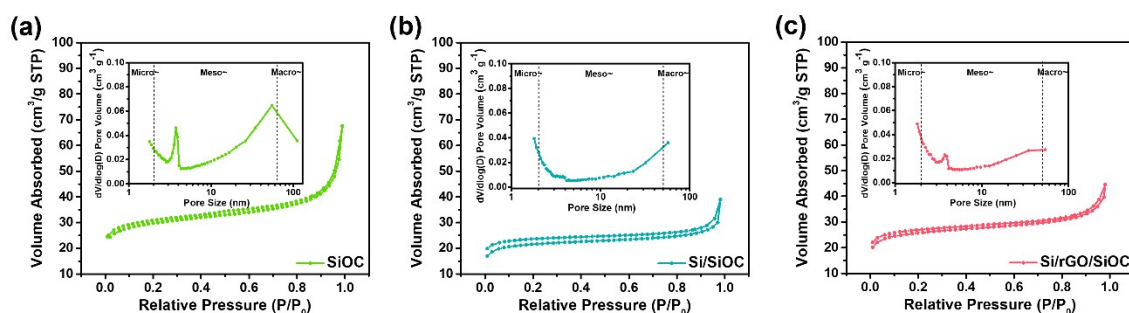 (a)
Volume Absorbed (cm³/g STP)
100
90
80
70
60
50
40
30
20
10
0.0 0.2 0.4 0.6 0.8 1.0
Relative Pressure (P/P₀)
SiOC
dV/dlog(D) Pore Volume (cm³ g⁻¹)
0.10
0.08
0.06
0.04
0.02
0.00
Micro~ Meso~ Macro~
1 10 100
Pore Size (nm)
(b)
Volume Absorbed (cm³/g STP)
100
90
80
70
60
50
40
30
20
10
0.0 0.2 0.4 0.6 0.8 1.0
Relative Pressure (P/P₀)
Si/SiOC
dV/dlog(D) Pore Volume (cm³ g⁻¹)
0.10
0.08
0.06
0.04
0.02
0.00
Micro~ Meso~ Macro~
1 10 100
Pore Size (nm)
(c)
Volume Absorbed (cm³/g STP)
100
90
80
70
60
50
40
30
20
10
0.0 0.2 0.4 0.6 0.8 1.0
Relative Pressure (P/P₀)
Si/rGO/SiOC
dV/dlog(D) Pore Volume (cm³ g⁻¹)
0.10
0.08
0.06
0.04
0.02
0.00
Micro~ Meso~ Macro~
1 10 100
Pore Size (nm)